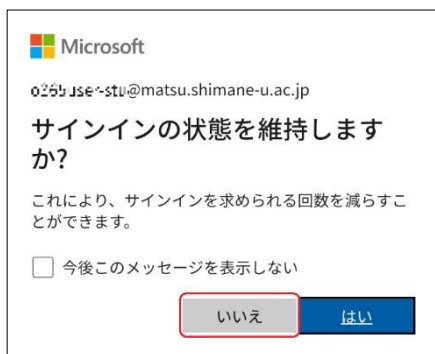 Microsoft
@matsu.shimane-u.ac.jp
サインインの状態を維持します
か?
これにより、サインインを求められる回数を減らすこ
とができます。
今後このメッセージを表示しない
いいえ
はい